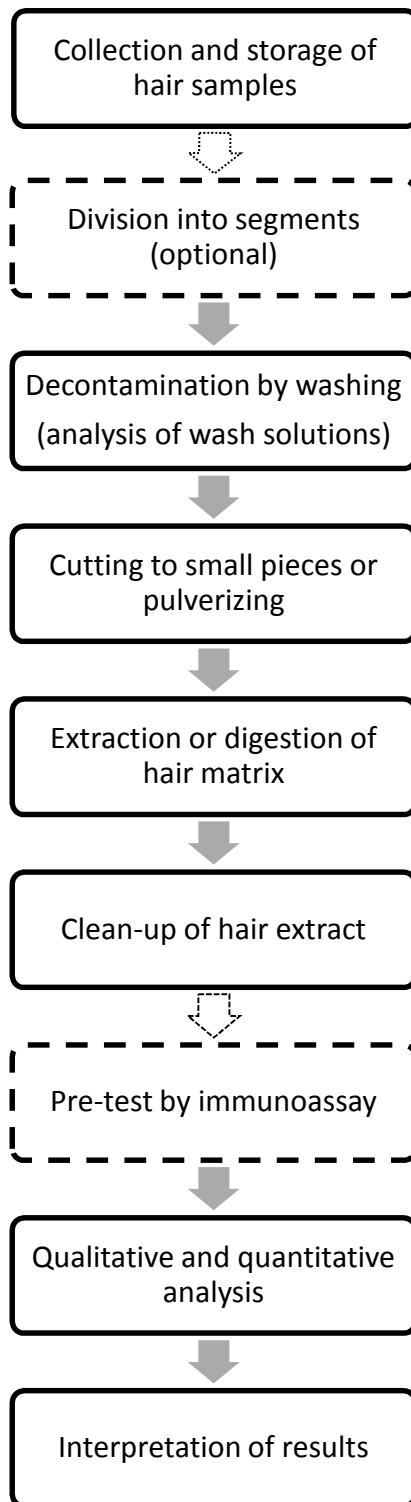 Collection and storage of
hair samples
Division into segments
(optional)
Decontamination by washing
(analysis of wash solutions)
Cutting to small pieces or
pulverizing
Extraction or digestion of
hair matrix
Clean-up of hair extract
Pre-test by immunoassay
Qualitative and quantitative
analysis
Interpretation of results